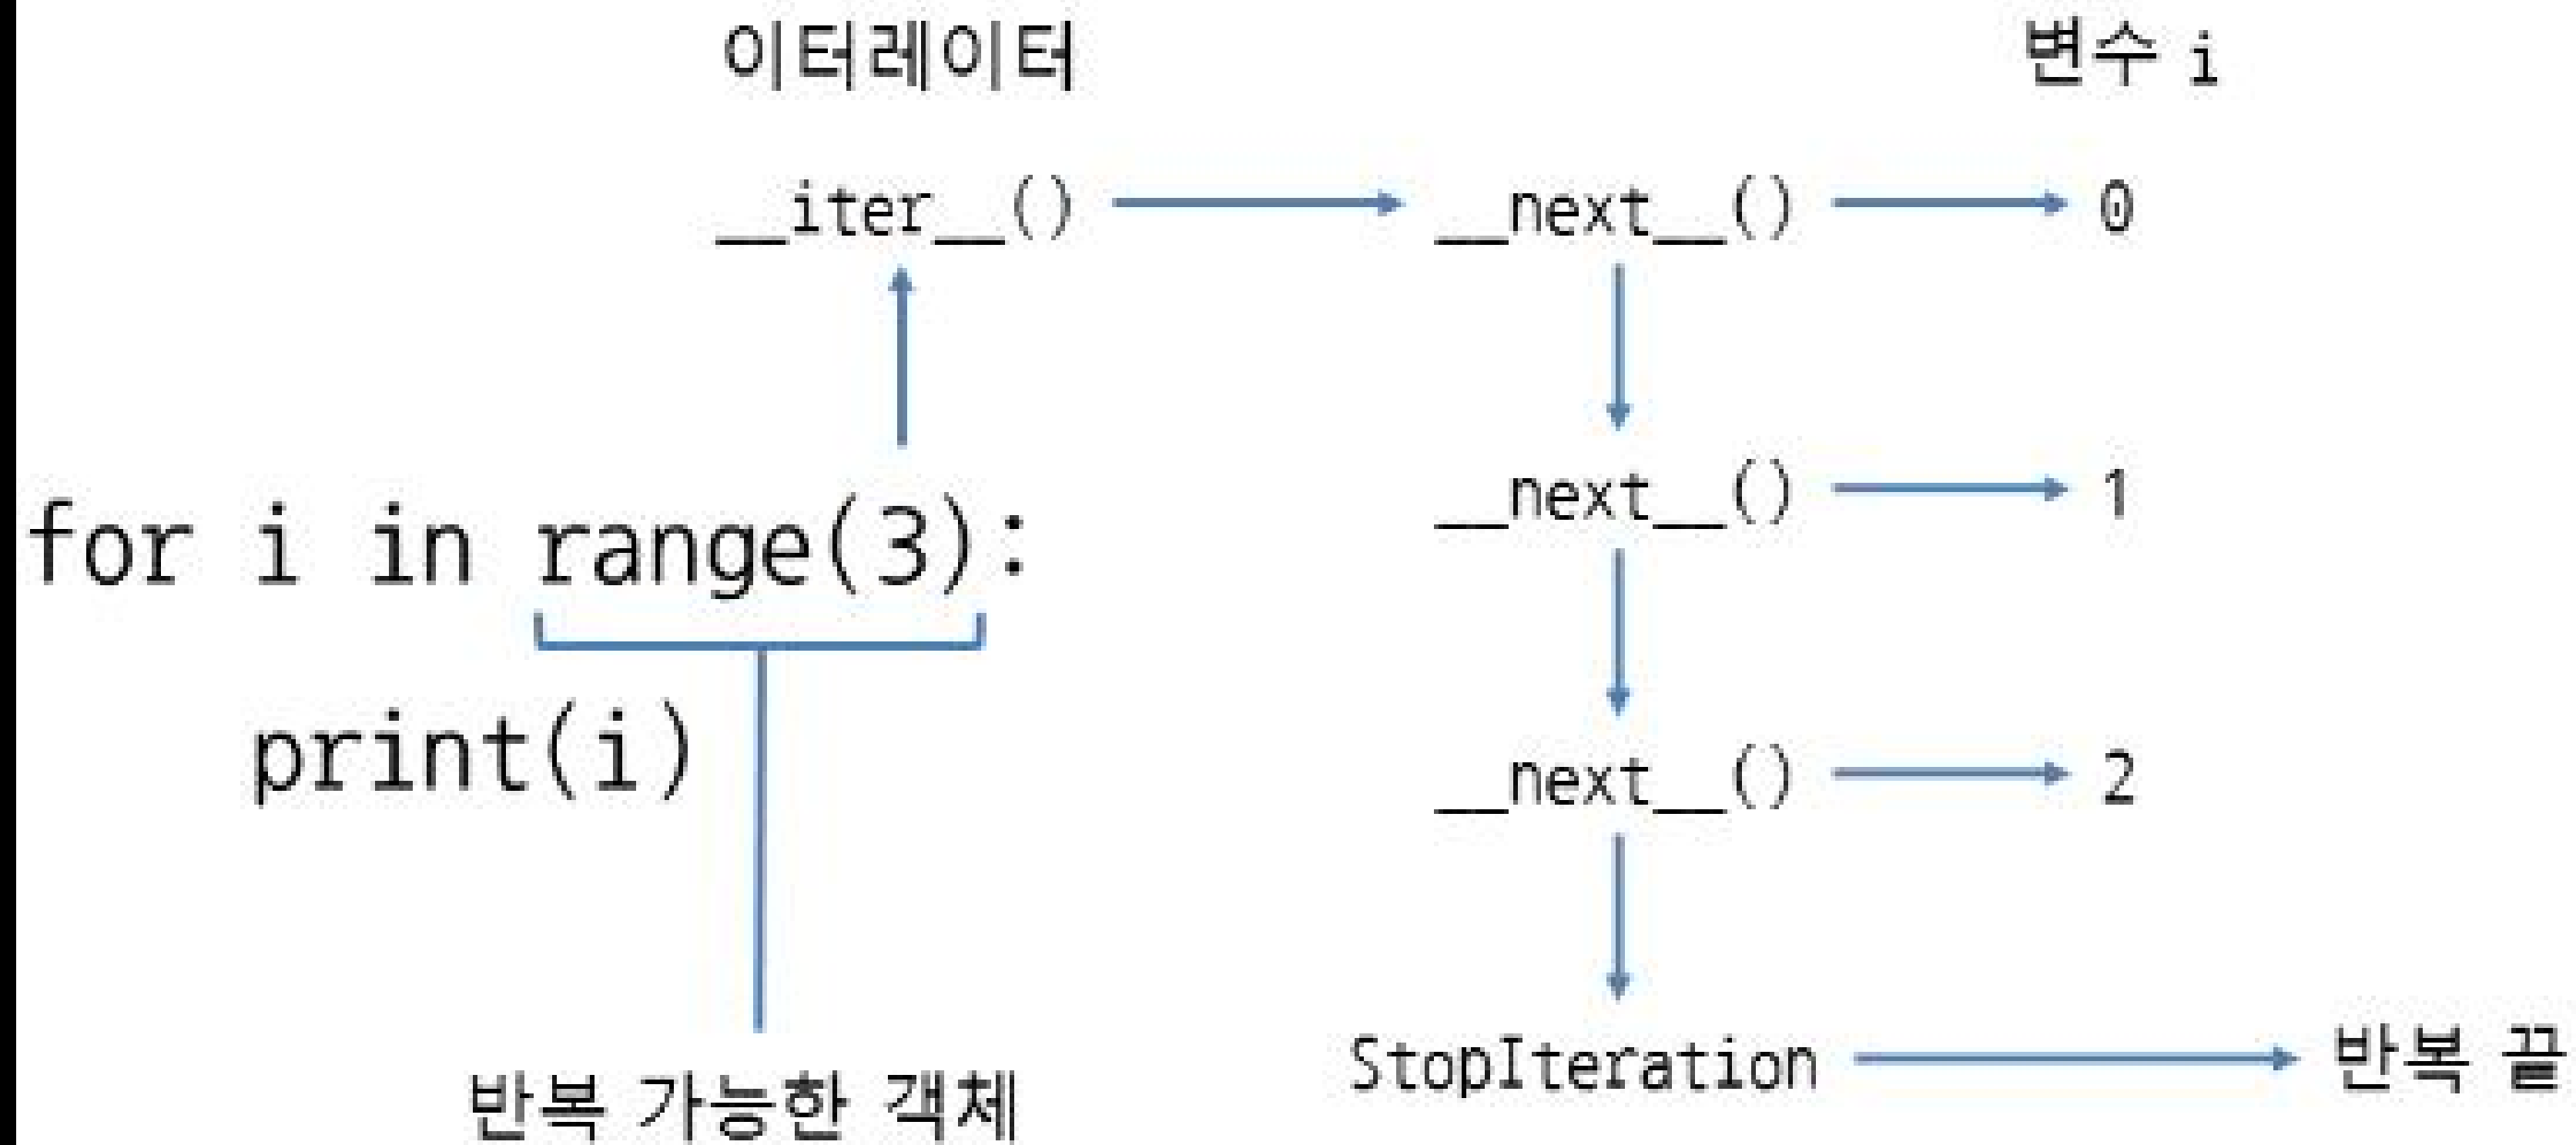 이터레이터
변수 i
__iter__()
__next__()
0
for i in range(3):
__next__()
1
print(i)
__next__()
2
StopIteration
반복 끝
반복 가능한 객체